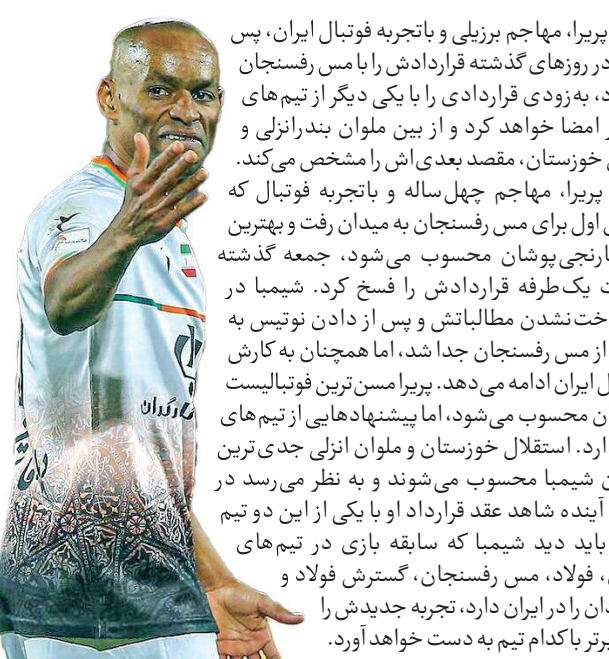 پریرا، مهاجم برزیلی و باتجربه فوتبال ایران، پس
در روزهای گذشته قراردادش را با مس رفسنجان
د، به‌زودی قراردادی را با یکی دیگر از تیم‌های
امضا خواهد کرد و از بین ملوان بندرانزلی و
خوزستان، مقصد بعدی‌اش را مشخص می‌کند.
پریرا، مهاجم چهل‌ساله و باتجربه فوتبال که
اول برای مس رفسنجان به میدان رفت و بهترین
نارنجی‌پوشان محسوب می‌شود، جمعه گذشته
یک‌طرفه قراردادش را فسخ کرد. شیمبا در
خت‌نشدن مطالباتش و پس از دادن نوتیس به
از مس رفسنجان جدا شد، اما همچنان به کارش
ل ایران ادامه می‌دهد. پریرا مسن‌ترین فوتبالیست
ن محسوب می‌شود، اما پیشنهادهایی از تیم‌های
ارد. استقلال خوزستان و ملوان انزلی جدی‌ترین
ن شیمبا محسوب می‌شوند و به نظر می‌رسد در
آینده شاهد عقد قرارداد او با یکی از این دو تیم
باید دید شیمبا که سابقه بازی در تیم‌های
، فولاد، مس رفسنجان، گسترش فولاد و
دان را در ایران دارد، تجربه جدیدش را
برتر با کدام تیم به دست خواهد آورد.